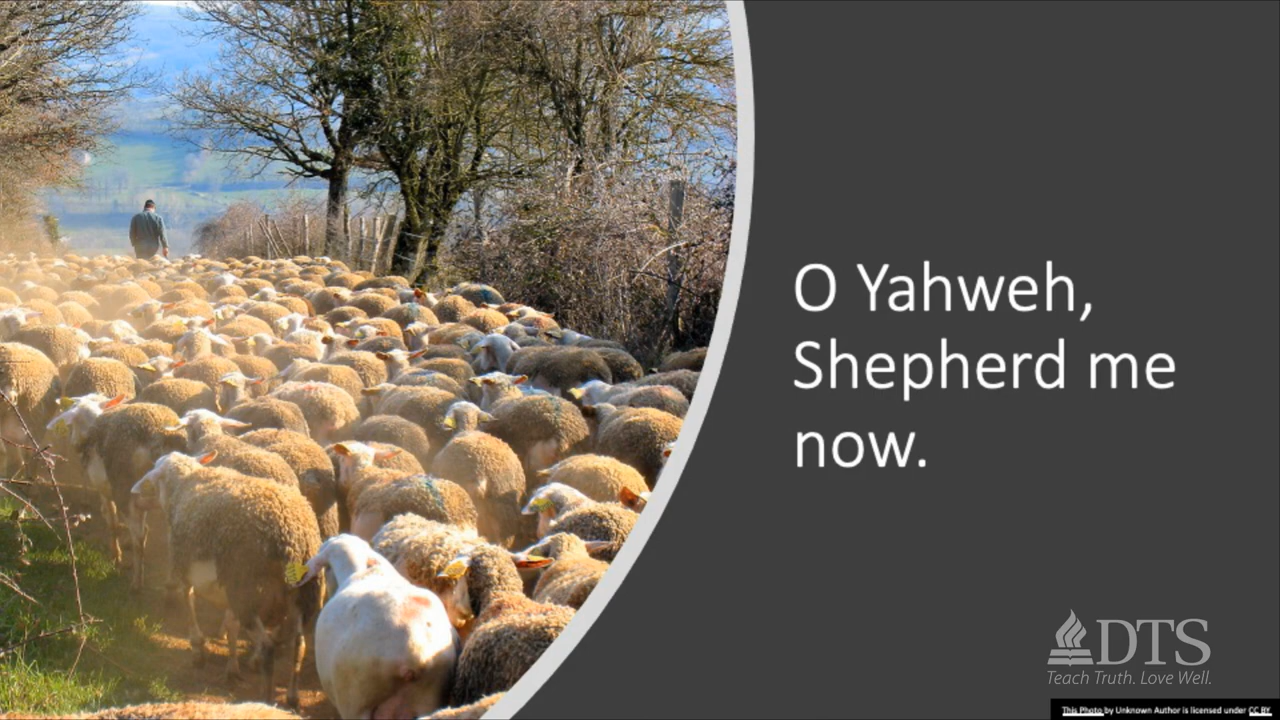 O Yahweh,
Shepherd me
now.
DTS
Teach Truth. Love Well.
This Photo by Unknown Author is licensed under CC BY